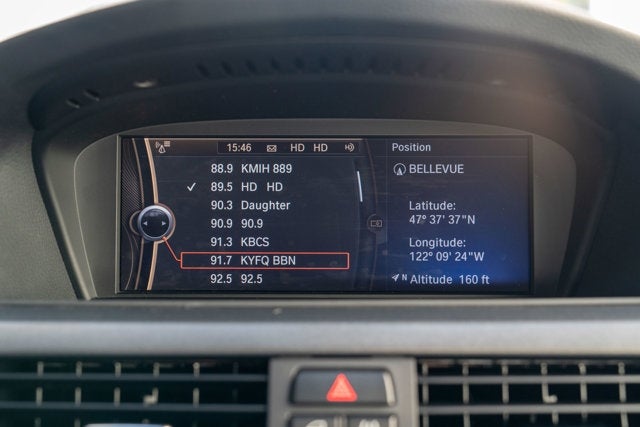 15:46 HD HD
88.9 KMIH 889
89.5 HD HD
90.3 Daughter
90.9 90.9
91.3 KBCS
91.7 KYFQ BBN
92.5 92.5
Position
BELLEVUE
Latitude:
47° 37' 37"N
Longitude:
122° 09' 24"W
N Altitude 160 ft